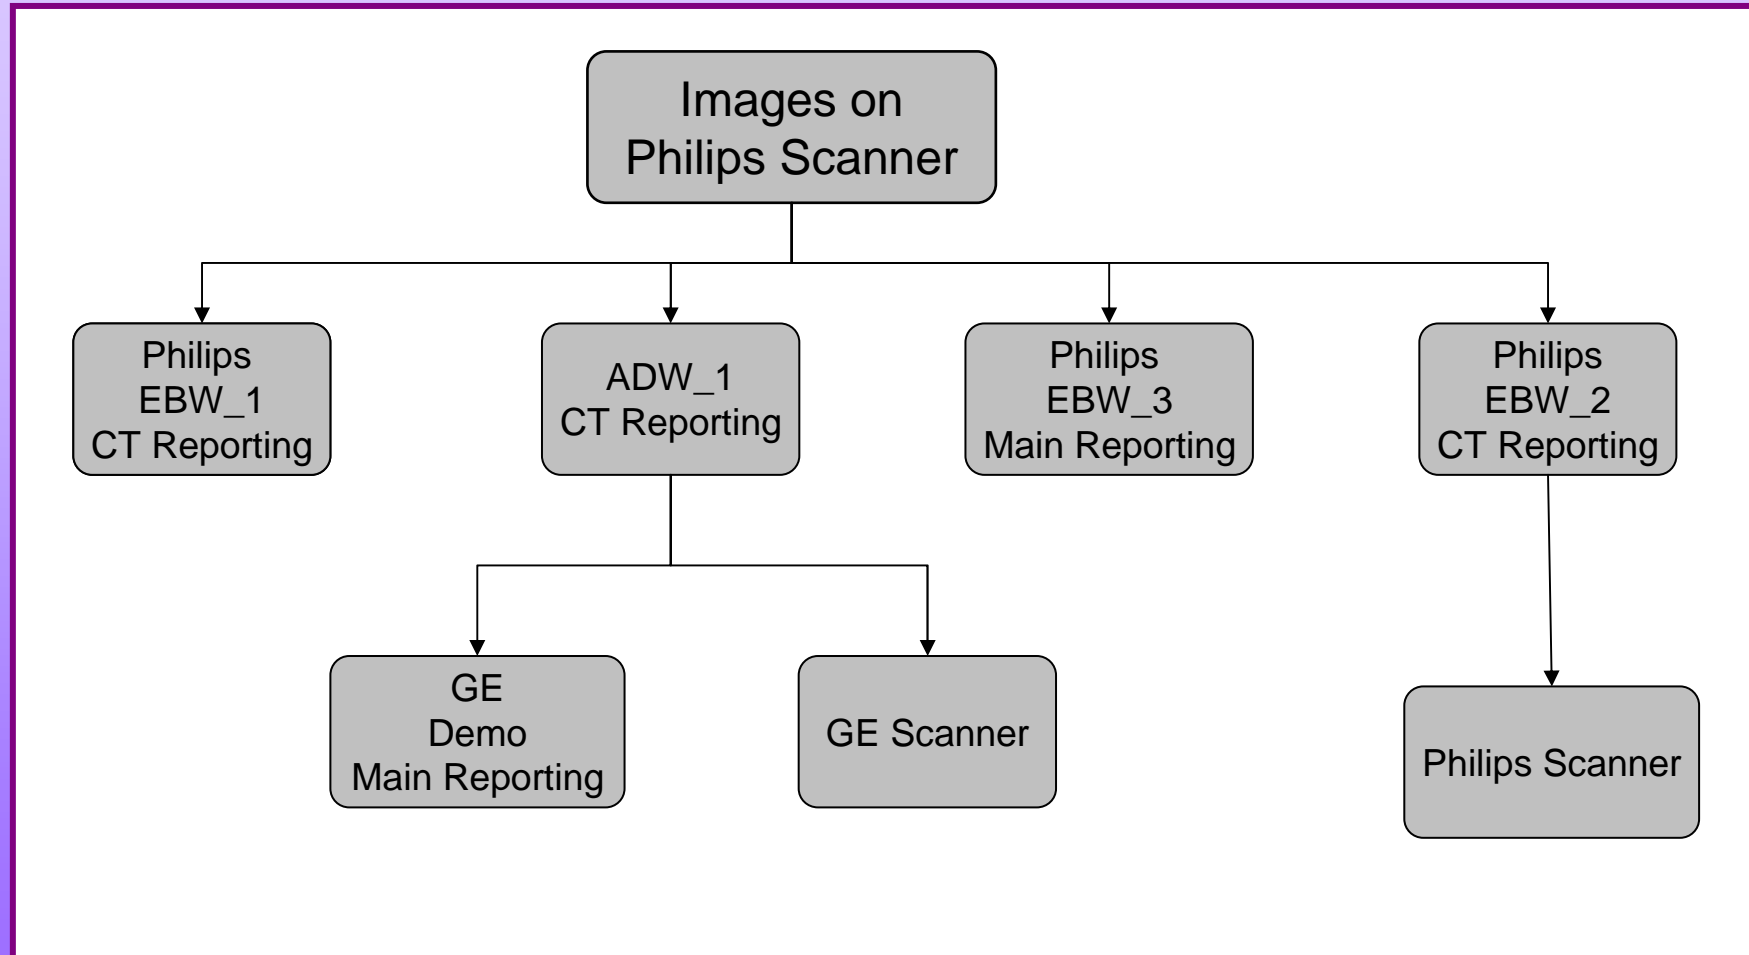 Images on
Philips Scanner
Philips
EBW_1
CT Reporting
ADW_1
CT Reporting
Philips
EBW_3
Main Reporting
Philips
EBW_2
CT Reporting
GE
Demo
Main Reporting
GE Scanner
Philips Scanner